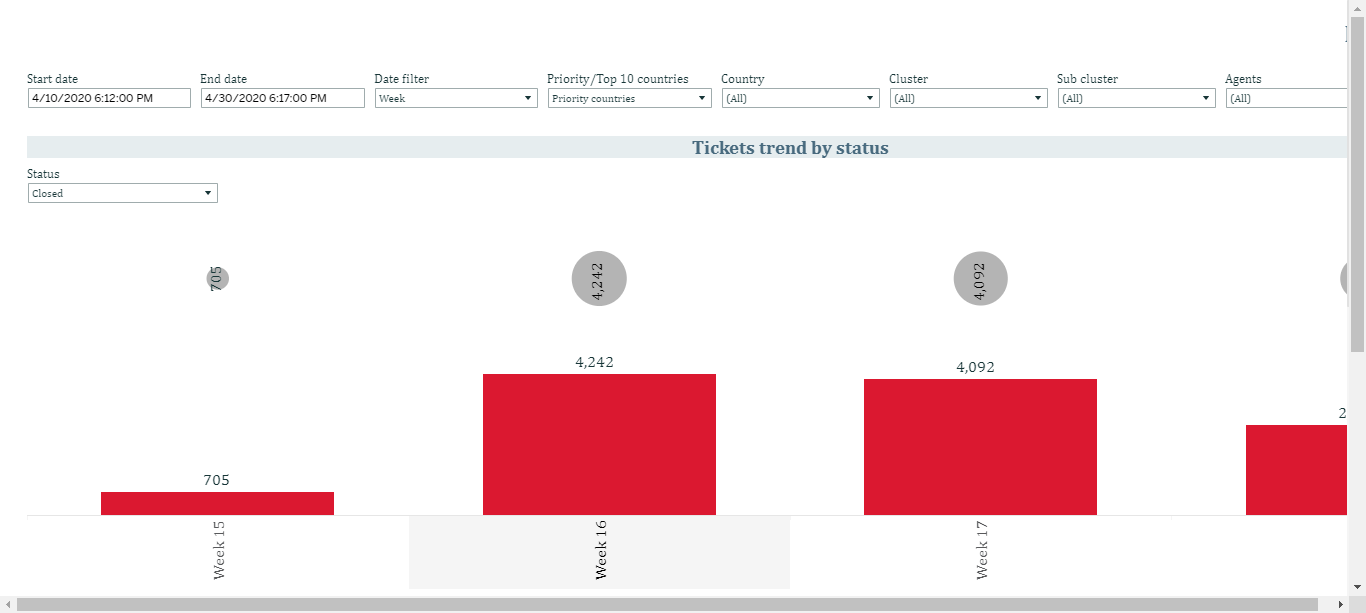 Start date
End date
Date filter
Priority/Top 10 countries
Country
Cluster
Sub cluster
Agents
4/10/2020 6:12:00 PM
4/30/2020 6:17:00 PM
Week
Priority countries
(All)
(All)
(All)
(All)
Tickets trend by status
Status
Closed
705
4,242
4,092
4,242
4,092
2
705
Week 15
Week 16
Week 17